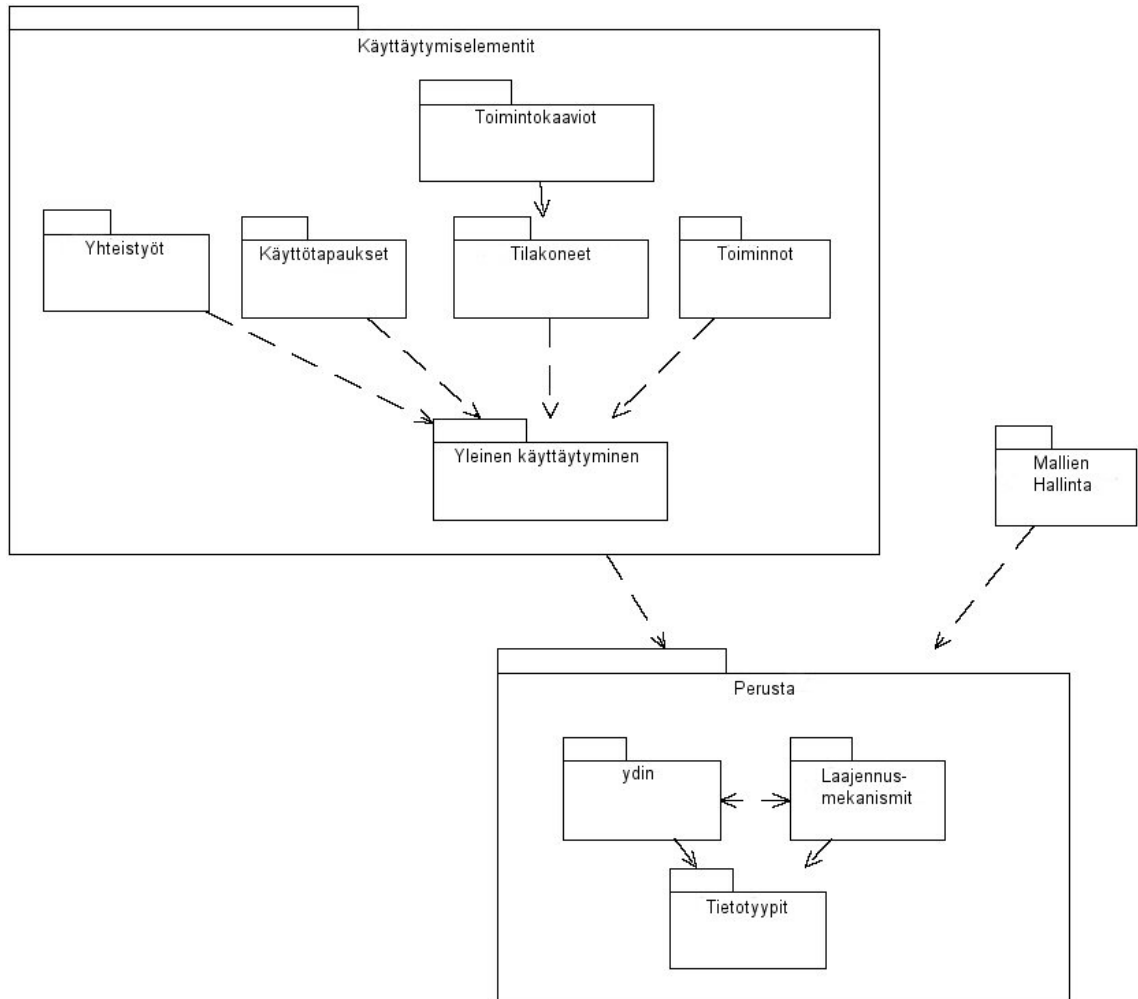 Käyttäytymiselementit
Toimintokaaviot
Yhteistyöt
Käyttötapaukset
Tilakoneet
Toiminnot
Yleinen käyttäytyminen
Mallien
Hallinta
Perusta
ydin
Laajennus-
mekanismit
Tietotyypit